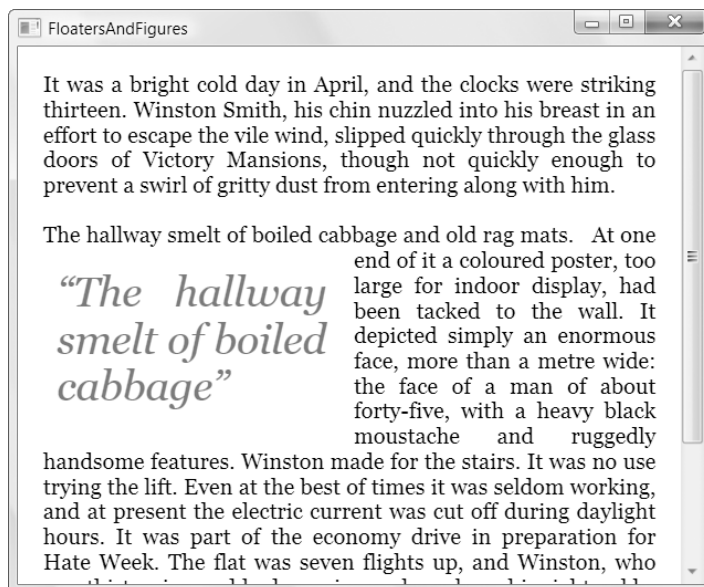 FloatersAndFigures
It was a bright cold day in April, and the clocks were striking
thirteen. Winston Smith, his chin nuzzled into his breast in an
effort to escape the vile wind, slipped quickly through the glass
doors of Victory Mansions, though not quickly enough to
prevent a swirl of gritty dust from entering along with him.
The hallway smelt of boiled cabbage and old rag mats. At one
end of it a coloured poster, too
large for indoor display, had
been tacked to the wall. It
depicted simply an enormous
face, more than a metre wide:
the face of a man of about
forty-five, with a heavy black
moustache and ruggedly
“The hallway
smelt of boiled
cabbage”
handsome features. Winston made for the stairs. It was no use
trying the lift. Even at the best of times it was seldom working,
and at present the electric current was cut off during daylight
hours. It was part of the economy drive in preparation for
Hate Week. The flat was seven flights up, and Winston, who